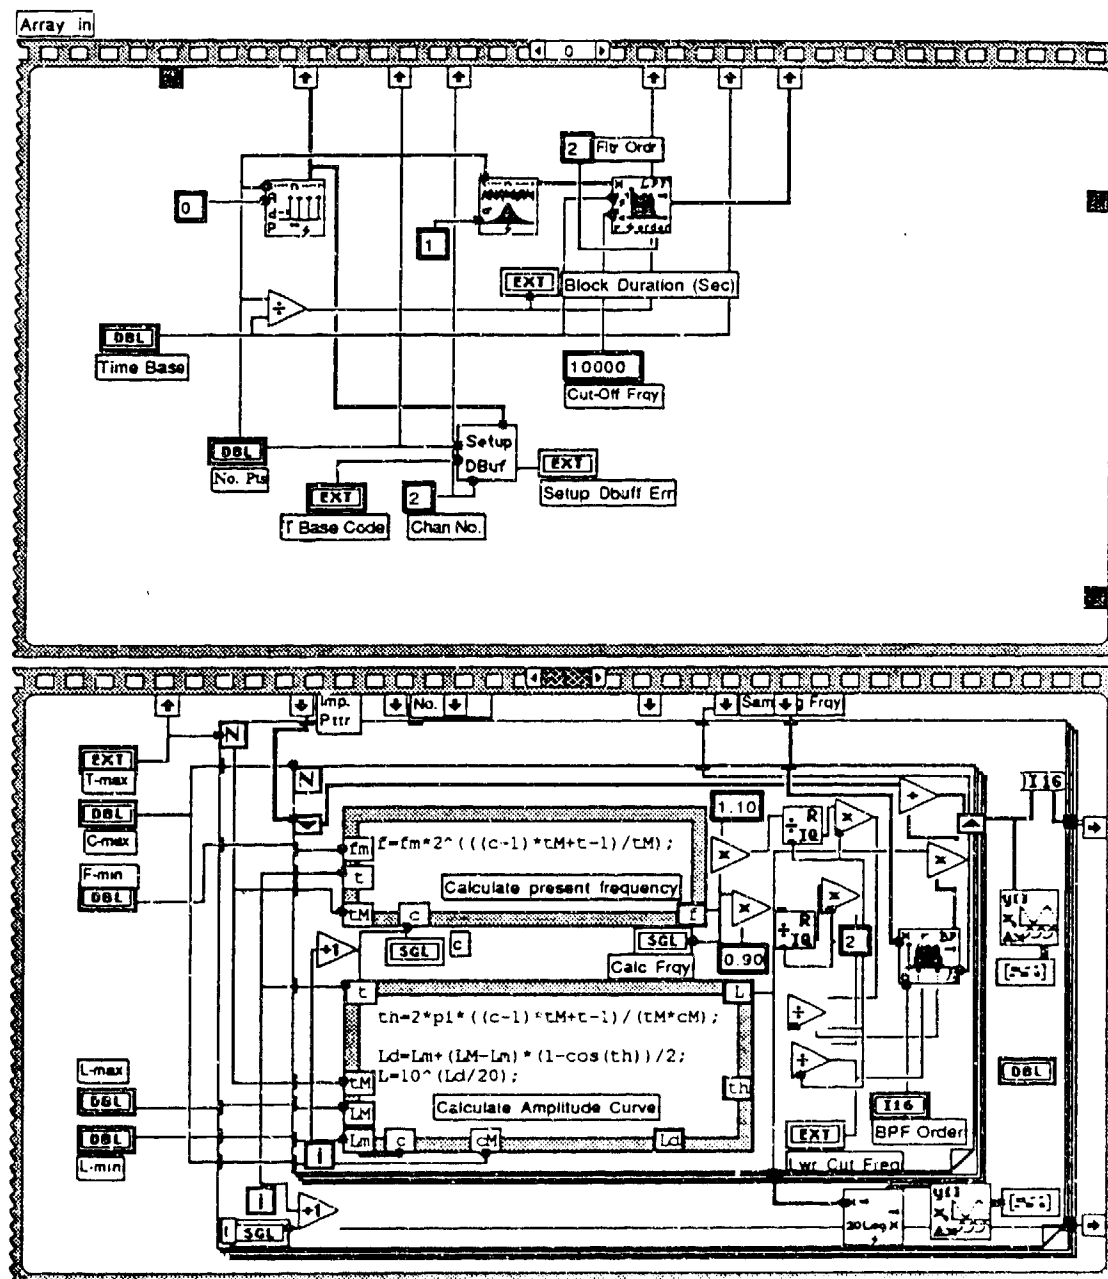 Array in
0
2 Fltr Ordr
0
1
EXT Block Duration (Sec)
DBL
Time Base
10000
Cut-Off Frqy
DBL
No. Pts
Setup
DBuf
EXT
Setup Dbuff Err
EXT
T Base Code
2
Chan No.
Imp.
Pttr
No.
N
EXT
T-max
DBL
C-max
F-min
DBL
N
1.10
I16
fm
f=fm*2^(((c-1)*tM+t-1)/tM);
t
Calculate present frequency
tM
c
f
+1
SGL
c
SGL
Calc Frqy
0.90
R
IQ
R
IQ
2
t
L
th=2*pi*((c-1)*tM+t-1)/(tM*cM);
Ld=Lm+(LM-Lm)*(1-cos(th))/2;
L=10^(Ld/20);
Calculate Amplitude Curve
tM
LM
Lm
c
cM
Ld
th
L-max
DBL
DBL
L-min
i
i
+1
SGL
DBL
I16
BPF Order
EXT
Lwr Cut Freq
20Log X